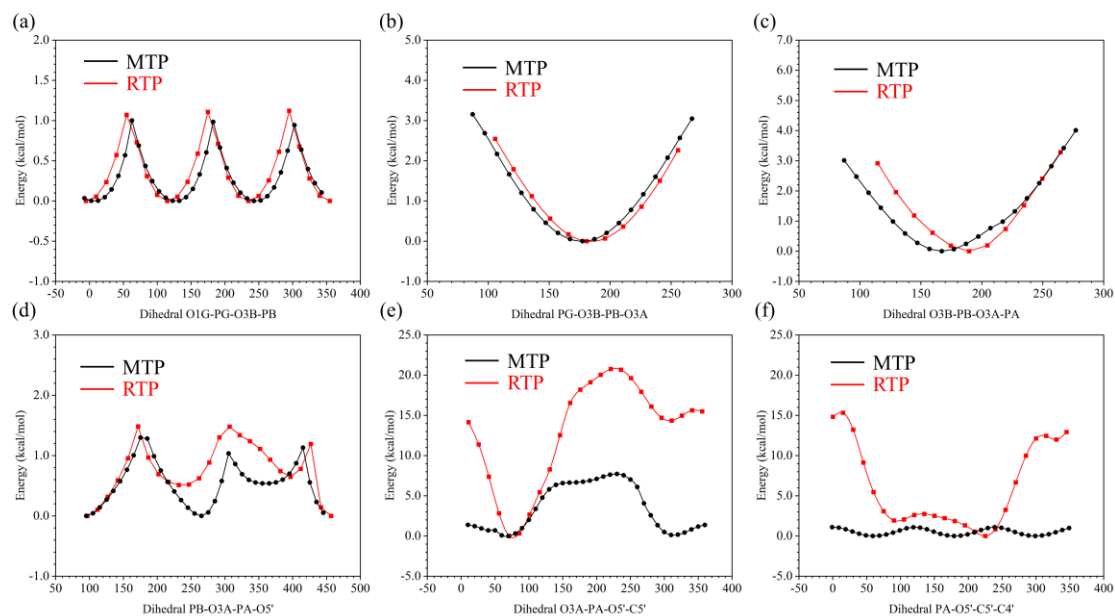 (a)
2.0
1.5
1.0
0.5
0.0
-0.5
-1.0
Energy (kcal/mol)
MTP
RTP
-50 0 50 100 150 200 250 300 350 400
Dihedral O1G-PG-O3B-PB
(b)
5.0
4.0
3.0
2.0
1.0
0.0
-1.0
Energy (kcal/mol)
MTP
RTP
50 100 150 200 250 300
Dihedral PG-O3B-PB-O3A
(c)
7.0
6.0
5.0
4.0
3.0
2.0
1.0
0.0
-1.0
Energy (kcal/mol)
MTP
RTP
50 100 150 200 250 300
Dihedral O3B-PB-O3A-PA
(d)
3.0
2.0
1.0
0.0
-1.0
Energy (kcal/mol)
MTP
RTP
50 100 150 200 250 300 350 400 450 500
Dihedral PB-O3A-PA-O5'
(e)
25.0
20.0
15.0
10.0
5.0
0.0
-5.0
Energy (kcal/mol)
MTP
RTP
-50 0 50 100 150 200 250 300 350 400
Dihedral O3A-PA-O5'-C5'
(f)
25.0
20.0
15.0
10.0
5.0
0.0
-5.0
Energy (kcal/mol)
MTP
RTP
-50 0 50 100 150 200 250 300 350 400
Dihedral PA-O5'-C5'-C4'